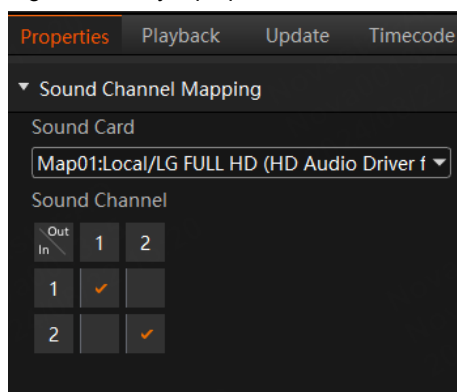 Properties Playback Update Timecode
Sound Channel Mapping
Sound Card
Map01:Local/LG FULL HD (HD Audio Driver f
Sound Channel
Out
In 1 2
1
2